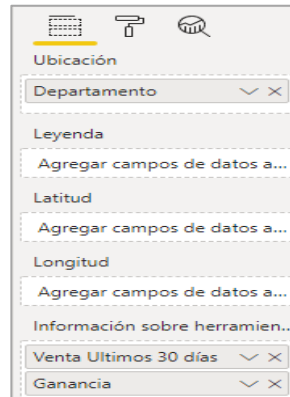 Ubicación
Departamento
Leyenda
Agregar campos de datos a...
Latitud
Agregar campos de datos a...
Longitud
Agregar campos de datos a...
Información sobre herramien...
Venta Ultimos 30 días
Ganancia